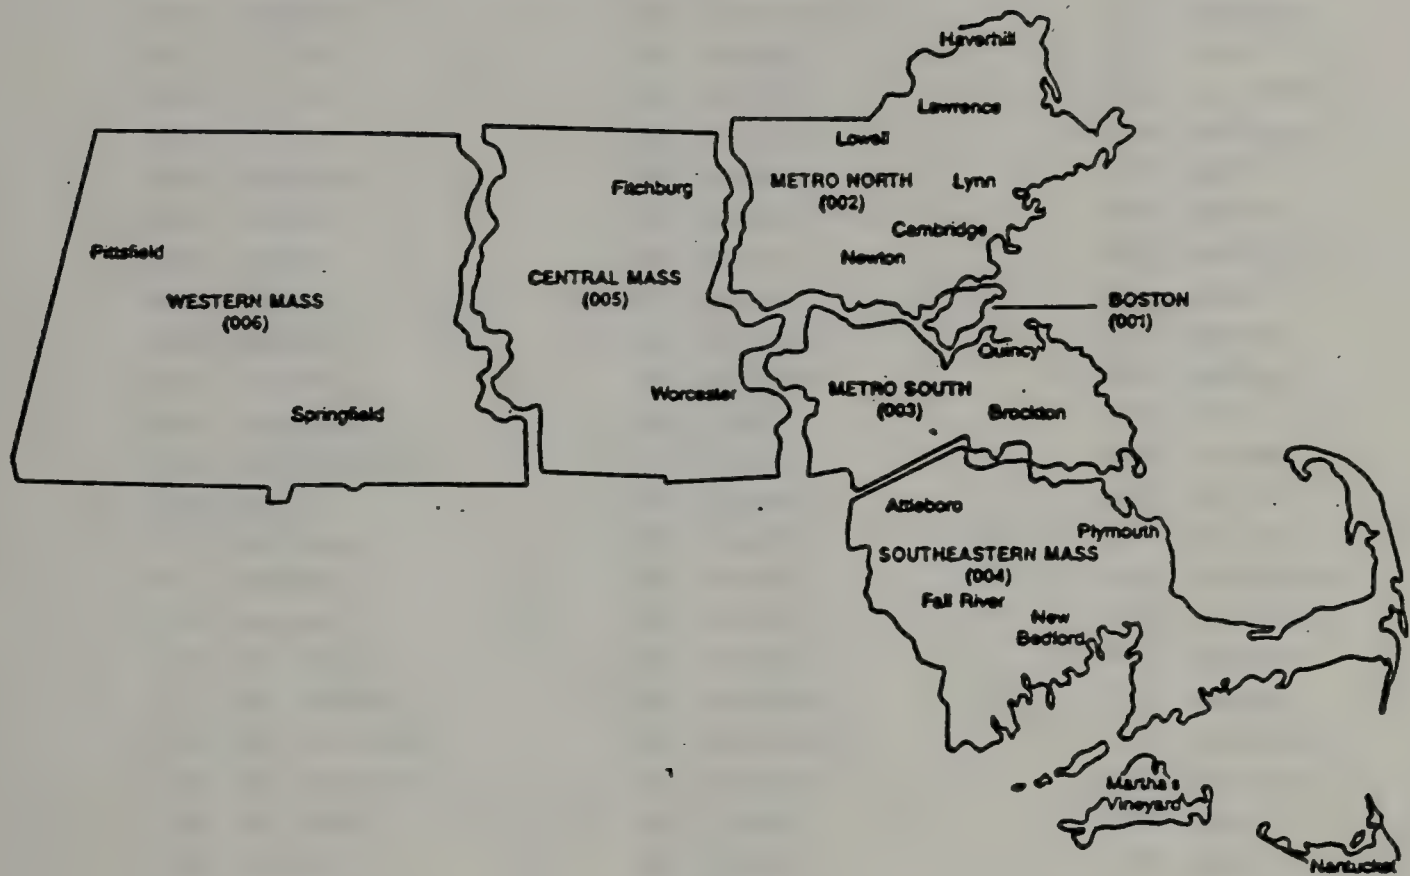 Haverhill
Lawrence
Lowell
Fitchburg
METRO NORTH
(002)
Lynn
Cambridge
Newton
Pittsfield
WESTERN MASS
(006)
CENTRAL MASS
(005)
BOSTON
(001)
Quincy
Worcester
METRO SOUTH
(003)
Brockton
Springfield
Attleboro
Plymouth
SOUTHEASTERN MASS
(004)
Fall River
New
Bedford
Martha's
Vineyard
Nantucket